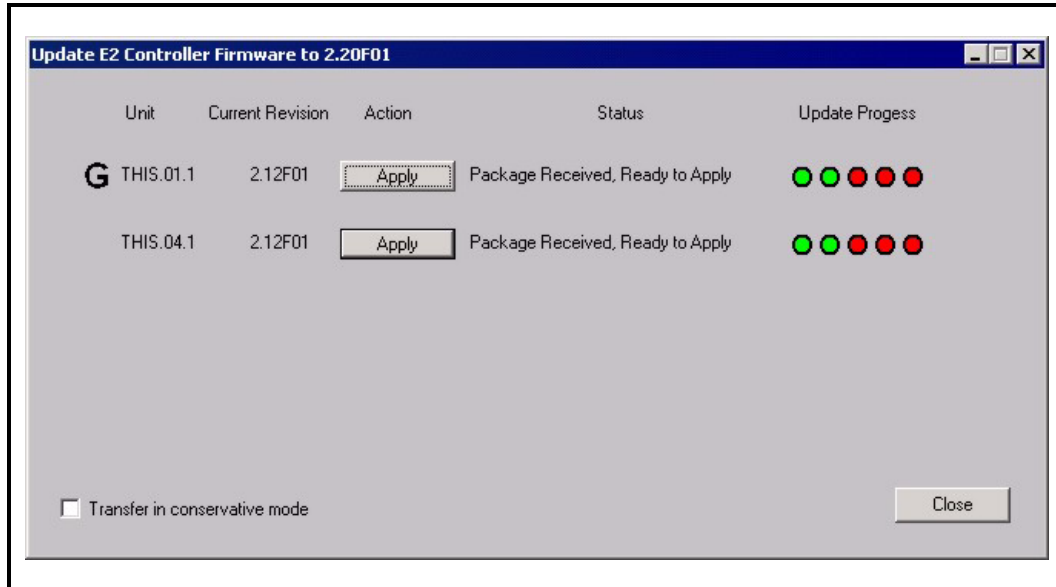 Update E2 Controller Firmware to 2.20F01
Unit Current Revision Action Status Update Progess
G THIS.01.1 2.12F01 Apply Package Received, Ready to Apply
THIS.04.1 2.12F01 Apply Package Received, Ready to Apply
Transfer in conservative mode Close